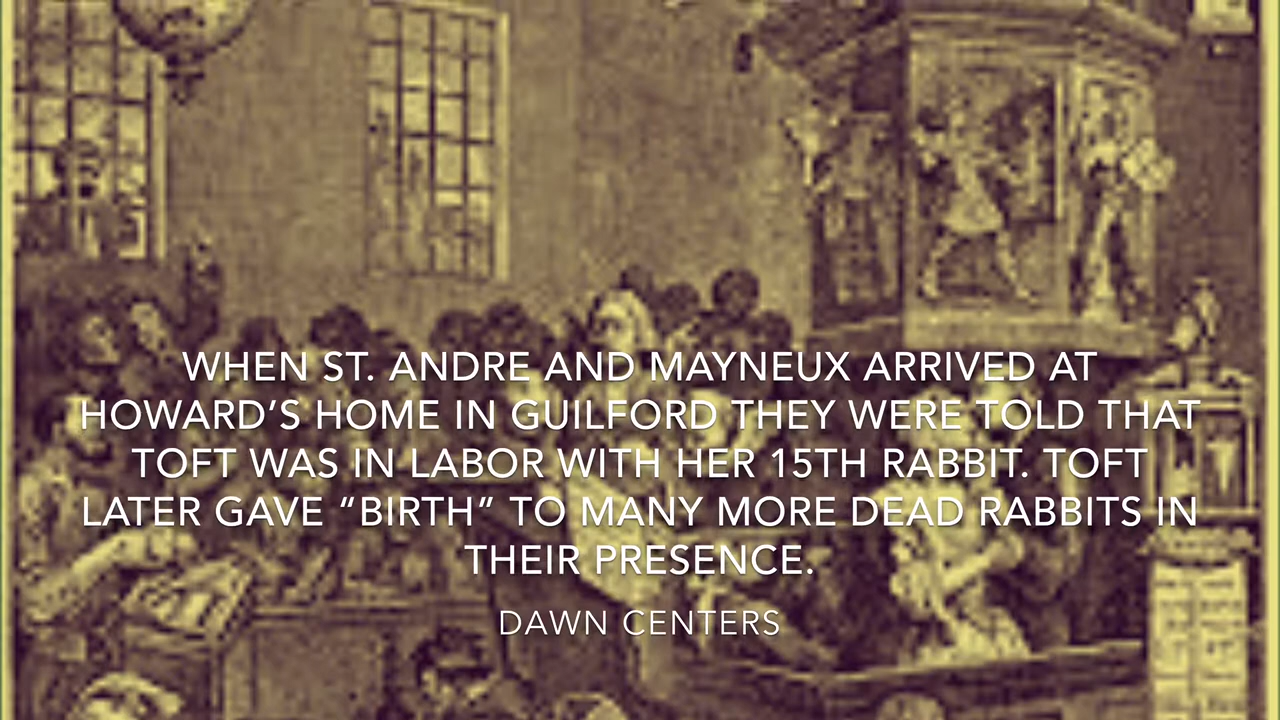 WHEN ST. ANDRE AND MAYNEUX ARRIVED AT
HOWARD’S HOME IN GUILFORD THEY WERE TOLD THAT
TOFT WAS IN LABOR WITH HER 15TH RABBIT. TOFT
LATER GAVE “BIRTH” TO MANY MORE DEAD RABBITS IN
THEIR PRESENCE.
DAWN CENTERS